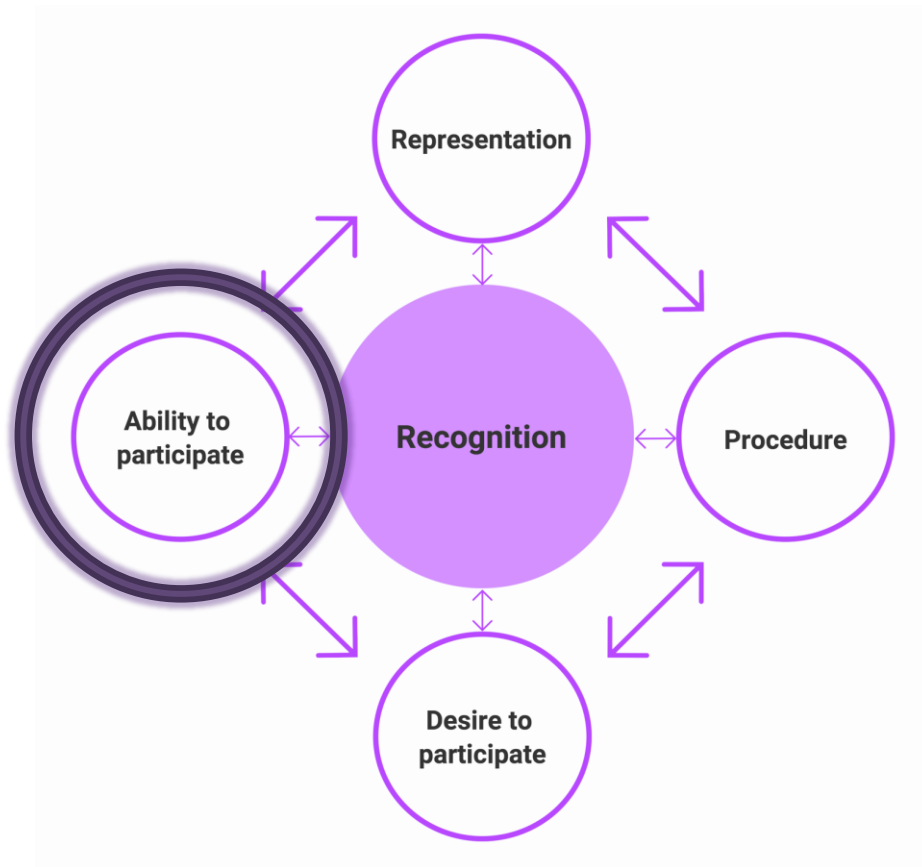 Representation
Ability to
participate
Recognition
Procedure
Desire to
participate